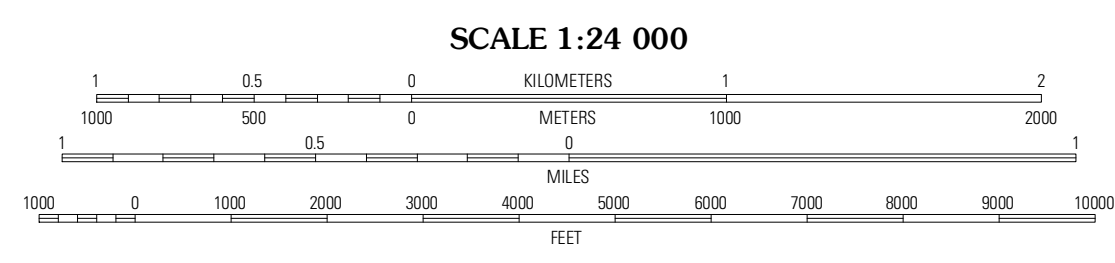 SCALE 1:24 000
1 0.5 0 KILOMETERS 1 2
1000 500 0 METERS 1000 2000
1 0.5 0 1
MILES
1000 0 1000 2000 3000 4000 5000 6000 7000 8000 9000 10000
FEET